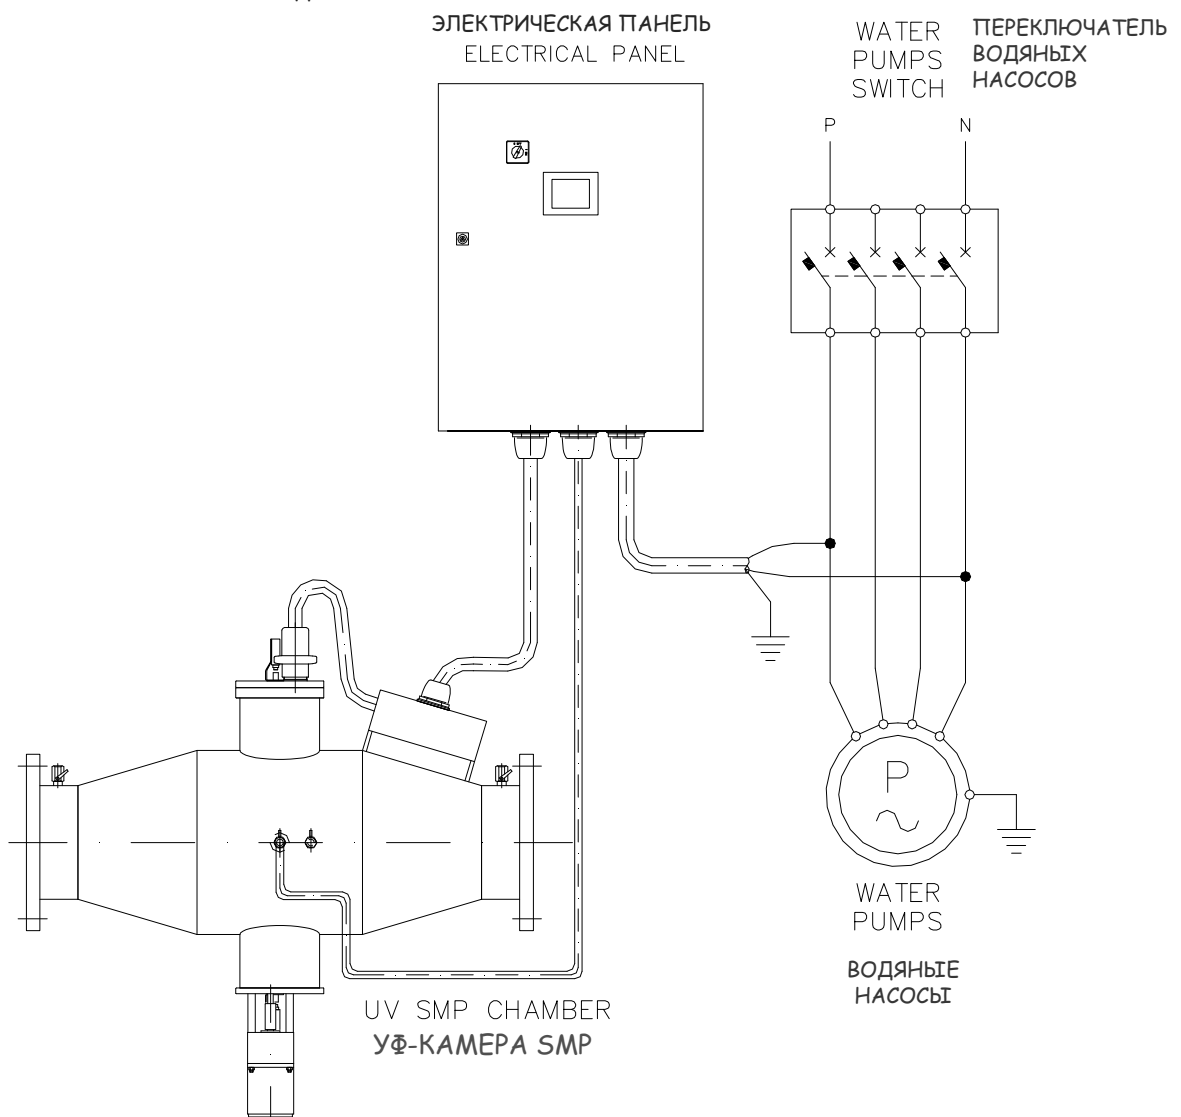 ЭЛЕКТРИЧЕСКАЯ ПАНЕЛЬ
ELECTRICAL PANEL
WATER
PUMPS
SWITCH
ПЕРЕКЛЮЧАТЕЛЬ
ВОДЯНЫХ
НАСОСОВ
P
N
P
WATER
PUMPS
ВОДЯНЫЕ
НАСОСЫ
UV SMP CHAMBER
УФ-КАМЕРА SMP